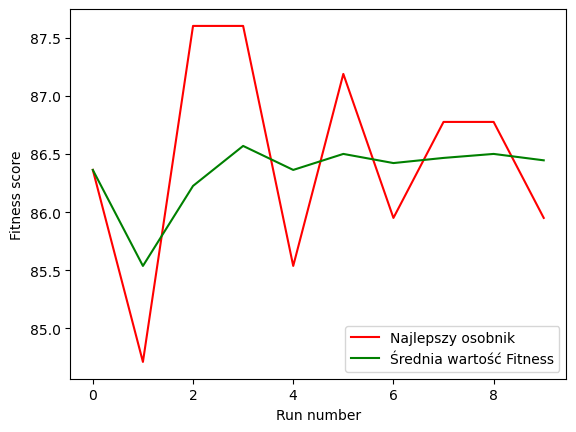 87.5
87.0
86.5
86.0
85.5
85.0
Fitness score
0
2
4
6
8
Run number
Najlepszy osobnik
Średnia wartość Fitness